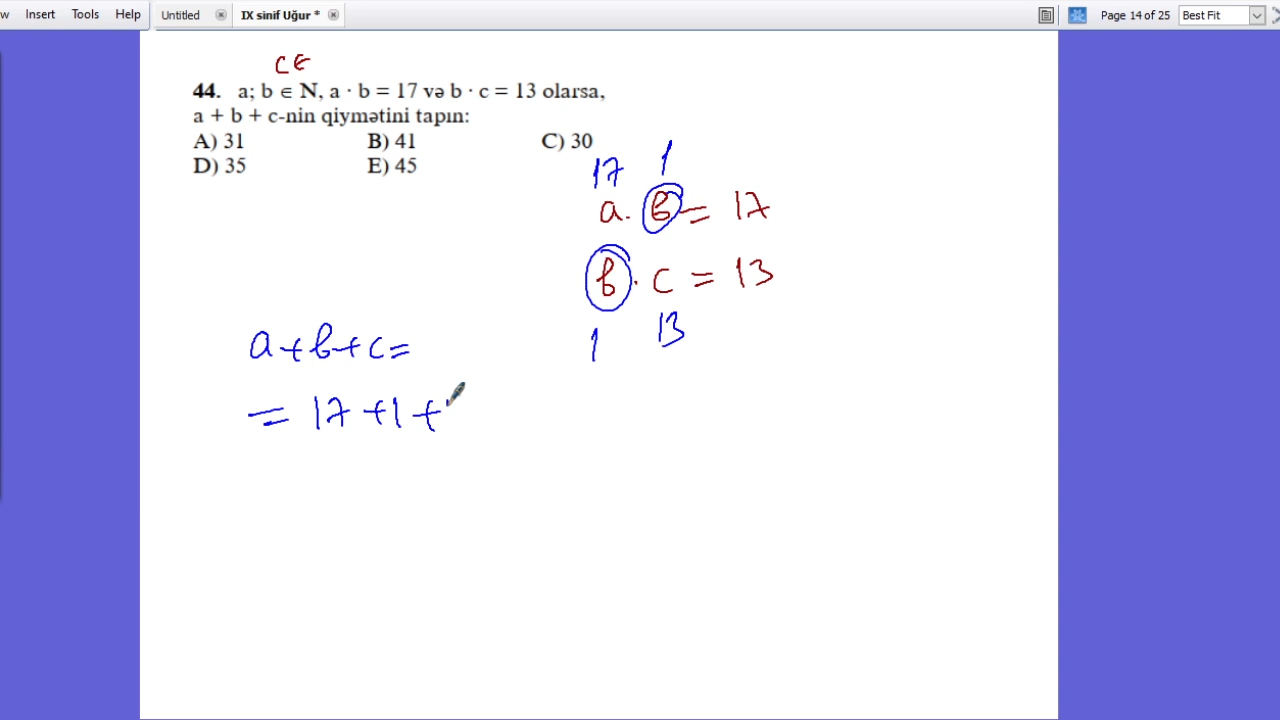 Insert Tools Help Untitled IX sinif Uğur * Page 14 of 25 Best Fit
C ∈
44. a; b ∈ N, a · b = 17 və b · c = 13 olarsa,
a + b + c-nin qiymətini tapın:
A) 31 B) 41 C) 30
D) 35 E) 45
17 1
a. b = 17
b. c = 13
1 13
a+b+c=
= 17 +1 +